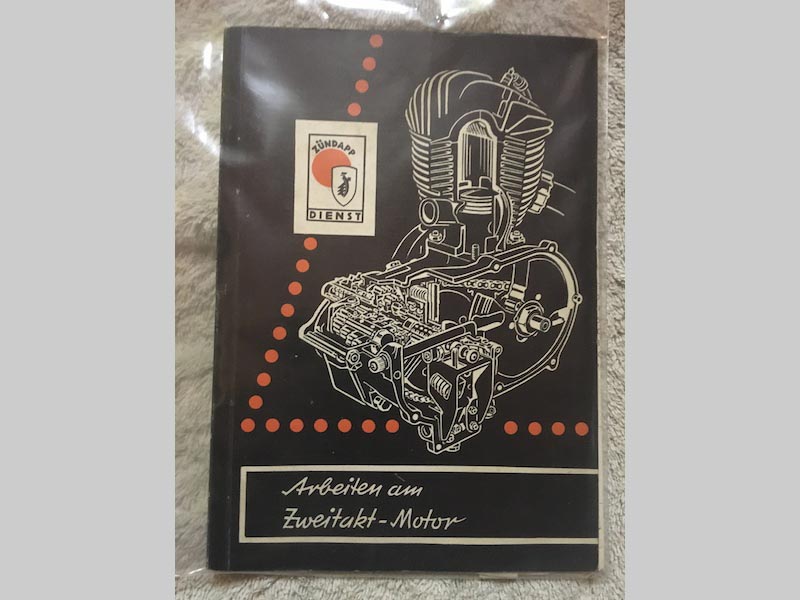 ZÜNDAPP
DIENST
Arbeiten am
Zweitakt-Motor